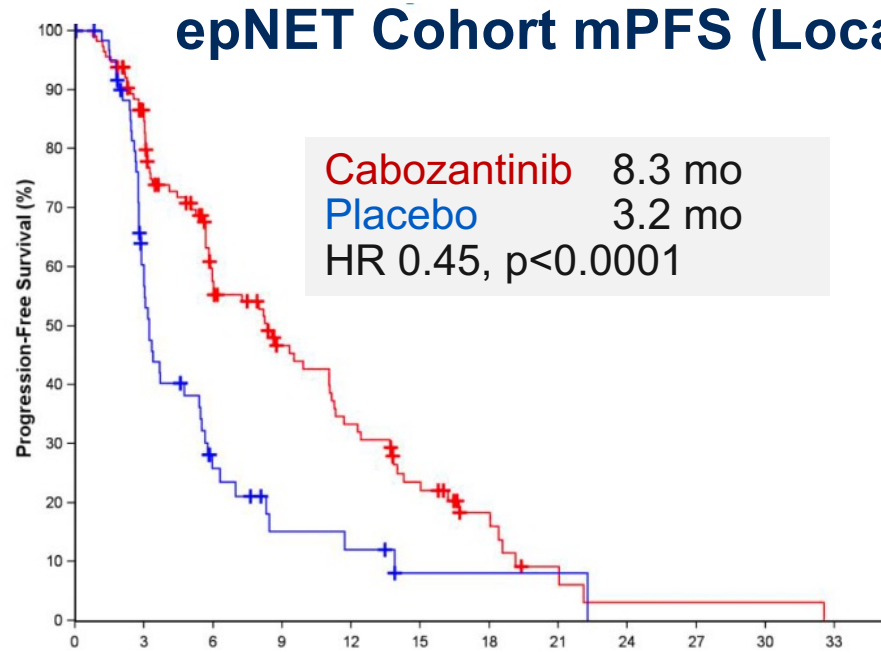 epNET Cohort mPFS (Loca
Cabozantinib 8.3 mo
Placebo 3.2 mo
HR 0.45, p<0.0001
Progression-Free Survival (%)
100
90
80
70
60
50
40
30
20
10
0
0 3 6 9 12 15 18 21 24 27 30 33